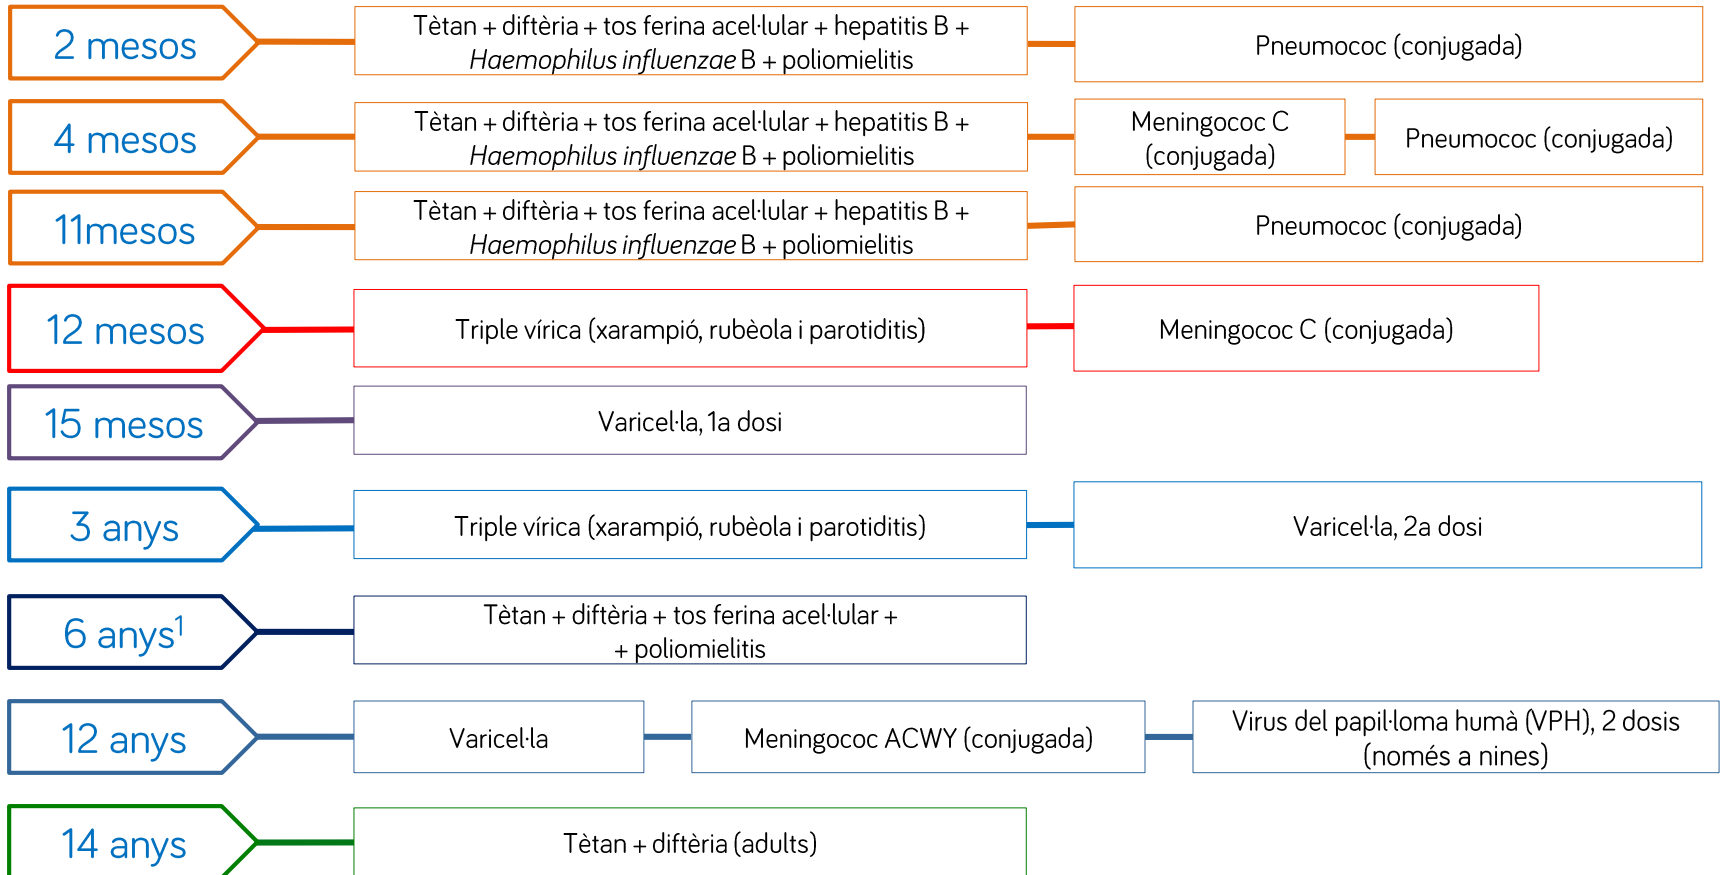 2 mesos
Tètan + diftèria + tos ferina acel·lular + hepatitis B +
Haemophilus influenzae B + poliomielitis
Pneumococ (conjugada)
4 mesos
Tètan + diftèria + tos ferina acel·lular + hepatitis B +
Haemophilus influenzae B + poliomielitis
Meningococ C
(conjugada)
Pneumococ (conjugada)
11mesos
Tètan + diftèria + tos ferina acel·lular + hepatitis B +
Haemophilus influenzae B + poliomielitis
Pneumococ (conjugada)
12 mesos
Triple vírica (xarampió, rubèola i parotiditis)
Meningococ C (conjugada)
15 mesos
Varicel·la, 1a dosi
3 anys
Triple vírica (xarampió, rubèola i parotiditis)
Varicel·la, 2a dosi
6 anys¹
Tètan + diftèria + tos ferina acel·lular +
+ poliomielitis
12 anys
Varicel·la
Meningococ ACWY (conjugada)
Virus del papil·loma humà (VPH), 2 dosis
(només a nines)
14 anys
Tètan + diftèria (adults)